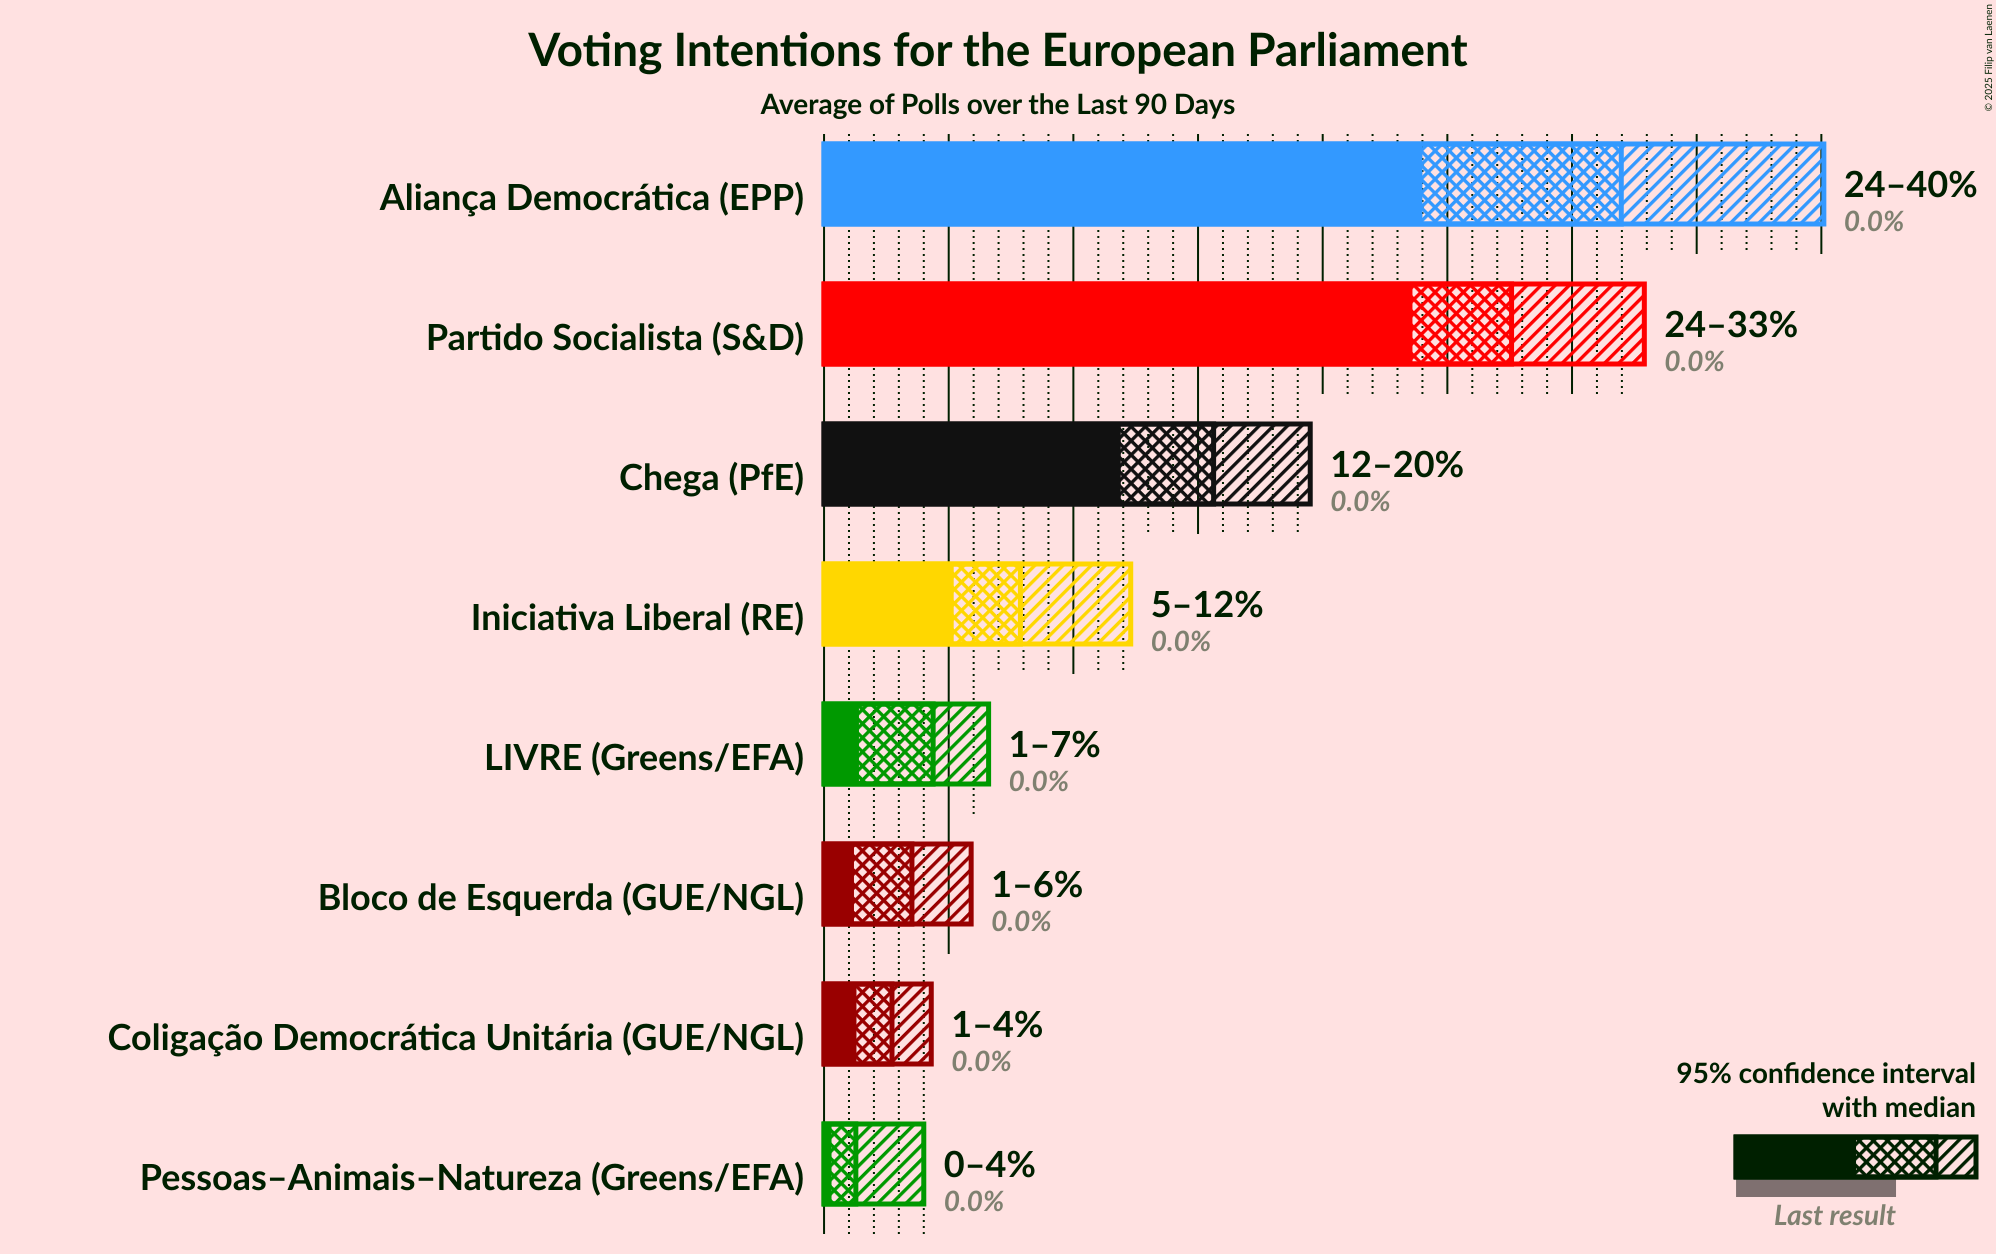 Voting Intentions for the European Parliament
Average of Polls over the Last 90 Days
© 2025 Filip van Laenen
Aliança Democrática (EPP)
24–40%
0.0%
Partido Socialista (S&D)
24–33%
0.0%
Chega (PfE)
12–20%
0.0%
Iniciativa Liberal (RE)
5–12%
0.0%
LIVRE (Greens/EFA)
1–7%
0.0%
Bloco de Esquerda (GUE/NGL)
1–6%
0.0%
Coligação Democrática Unitária (GUE/NGL)
1–4%
0.0%
Pessoas–Animais–Natureza (Greens/EFA)
0–4%
0.0%
95% confidence interval
with median
Last result